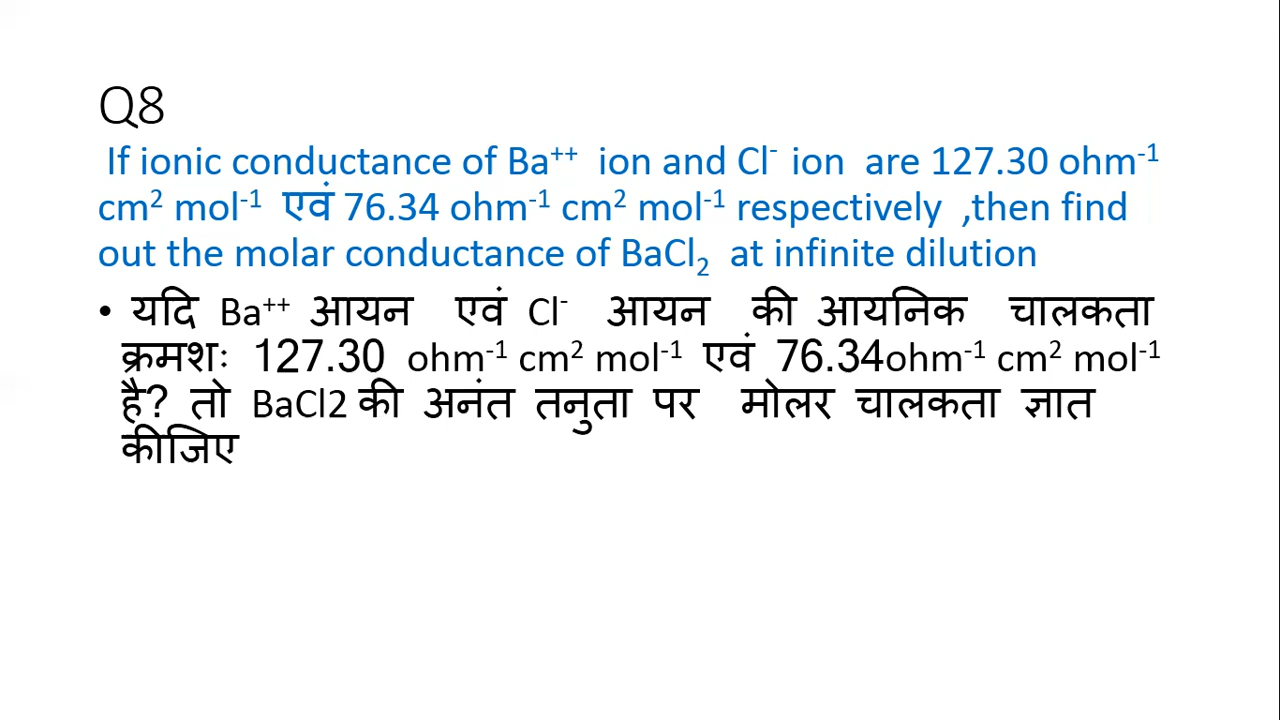 Q8
If ionic conductance of Ba⁺⁺ ion and Cl⁻ ion are 127.30 ohm⁻¹
cm² mol⁻¹ एवं 76.34 ohm⁻¹ cm² mol⁻¹ respectively ,then find
out the molar conductance of BaCl₂ at infinite dilution
• यदि Ba⁺⁺ आयन एवं Cl⁻ आयन की आयनिक चालकता
क्रमशः 127.30 ohm⁻¹ cm² mol⁻¹ एवं 76.34ohm⁻¹ cm² mol⁻¹
है? तो BaCl2 की अनंत तनुता पर मोलर चालकता ज्ञात
कीजिए